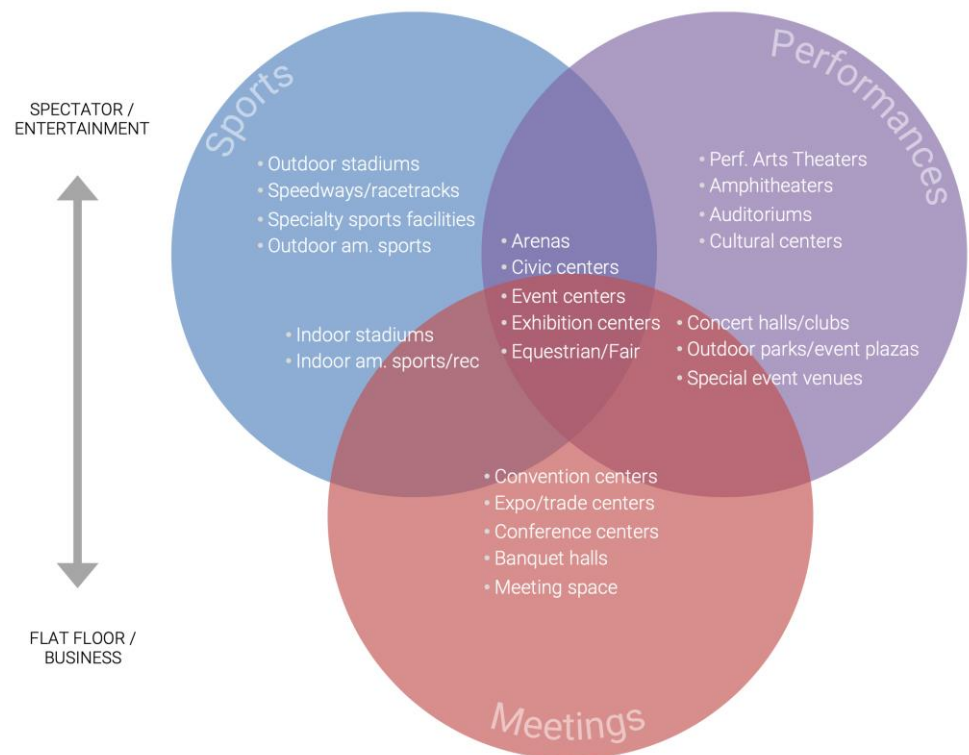 Sports
Performances
SPECTATOR /
ENTERTAINMENT
• Outdoor stadiums
• Speedways/racetracks
• Specialty sports facilities
• Outdoor am. sports
• Perf. Arts Theaters
• Amphitheaters
• Auditoriums
• Cultural centers
• Arenas
• Civic centers
• Event centers
• Exhibition centers
• Equestrian/Fair
• Indoor stadiums
• Indoor am. sports/rec
• Concert halls/clubs
• Outdoor parks/event plazas
• Special event venues
• Convention centers
• Expo/trade centers
• Conference centers
• Banquet halls
• Meeting space
FLAT FLOOR /
BUSINESS
Meetings